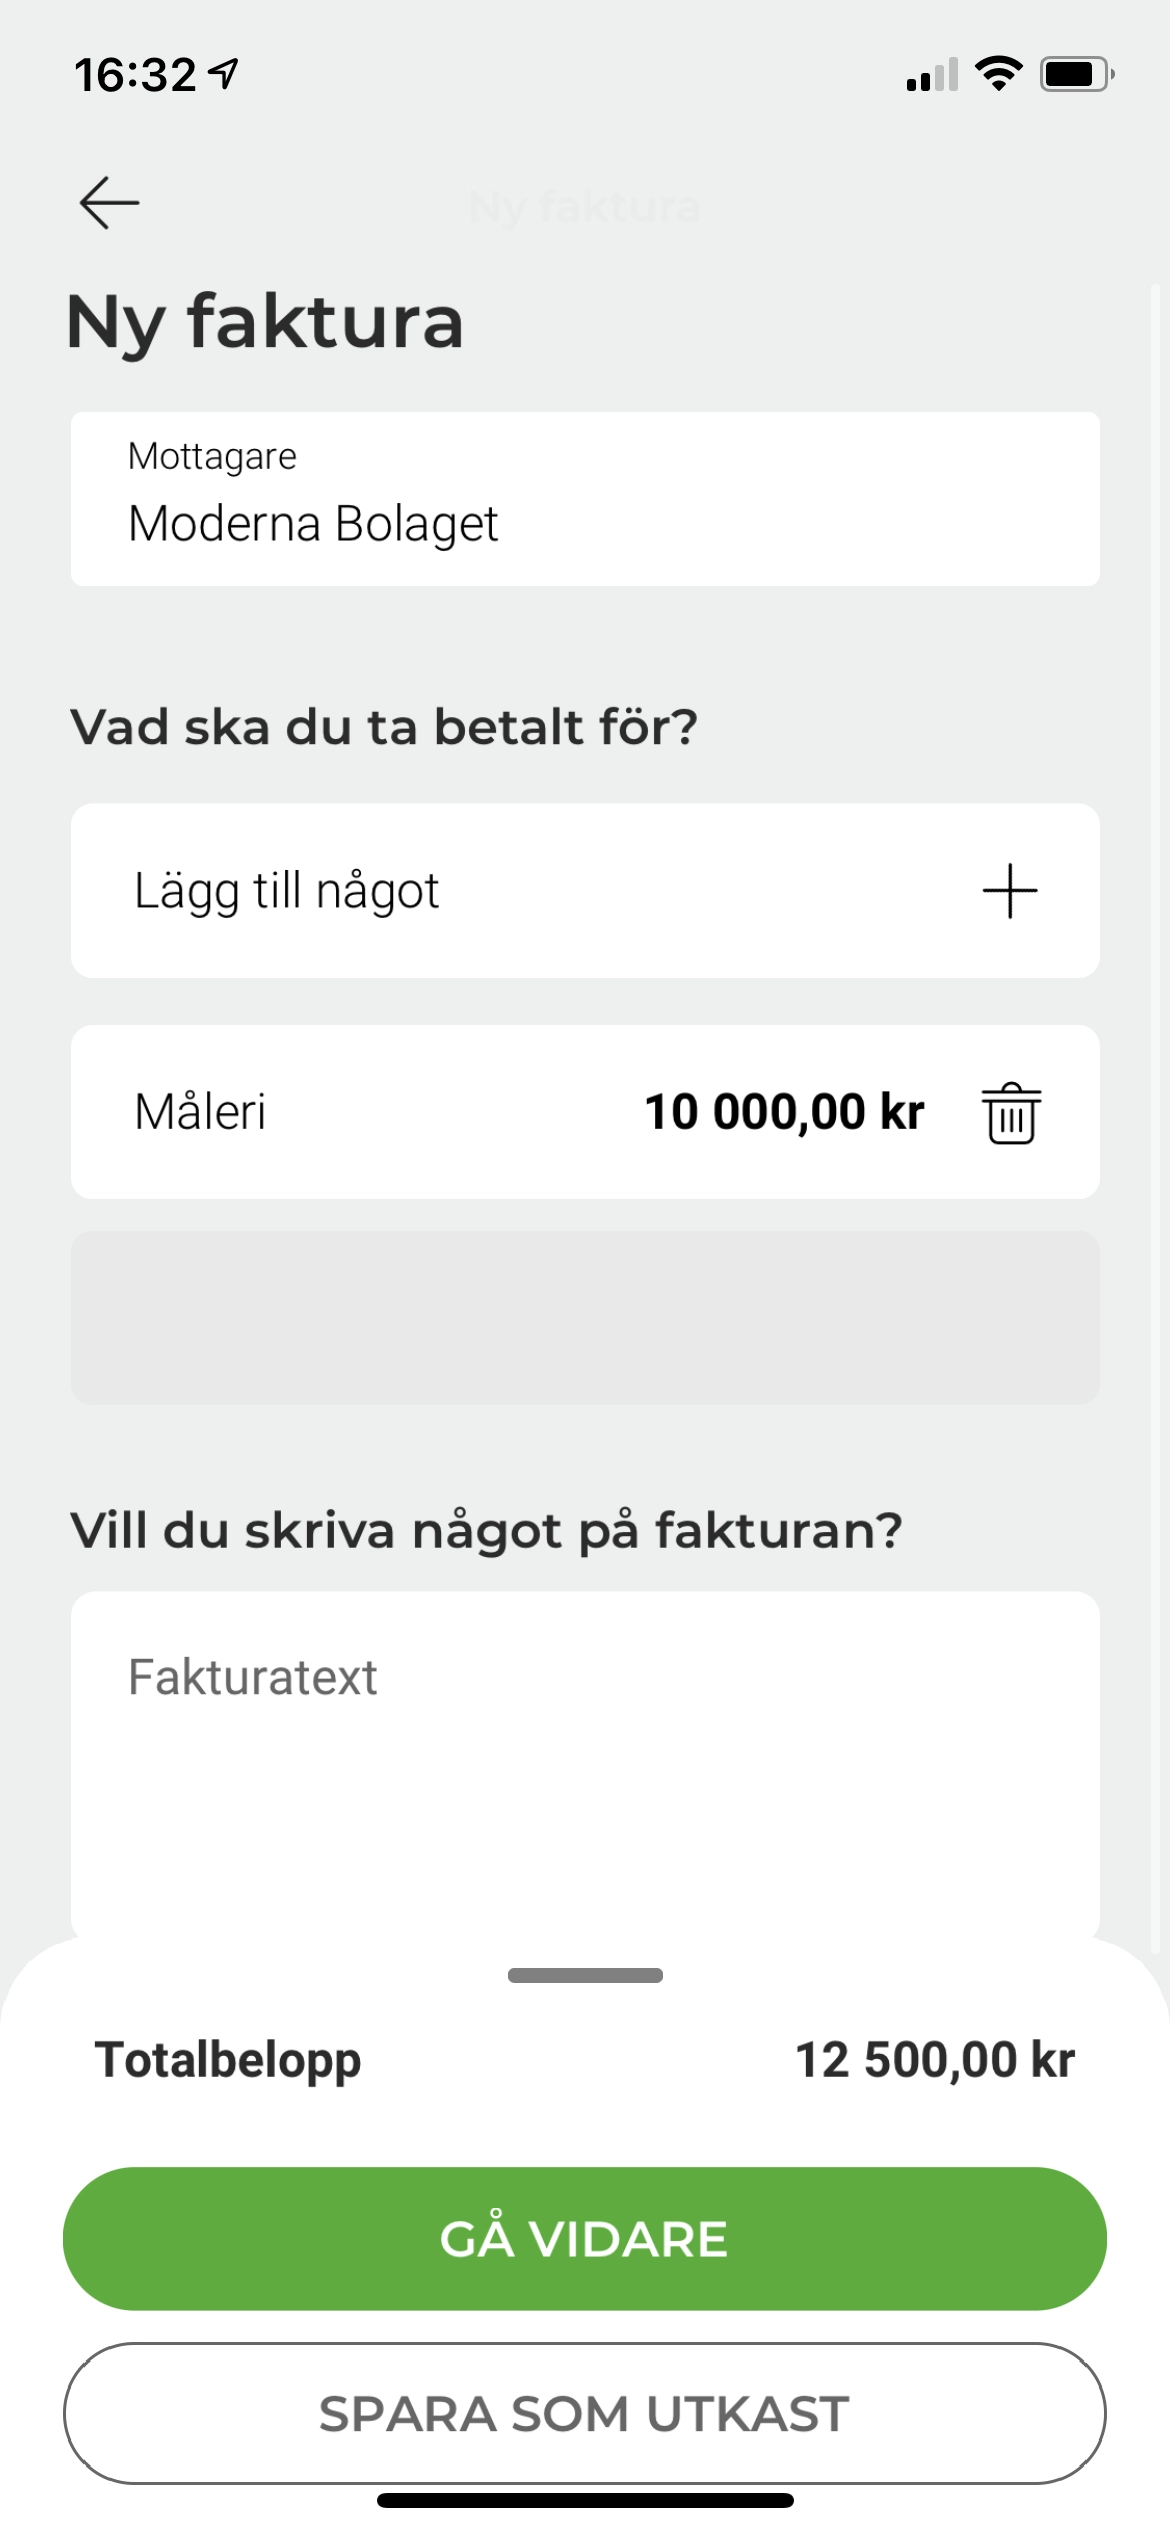 16:32
Ny faktura
Ny faktura
Mottagare
Moderna Bolaget
Vad ska du ta betalt för?
Lägg till något
Måleri 10 000,00 kr
Vill du skriva något på fakturan?
Fakturatext
Totalbelopp 12 500,00 kr
GÅ VIDARE
SPARA SOM UTKAST